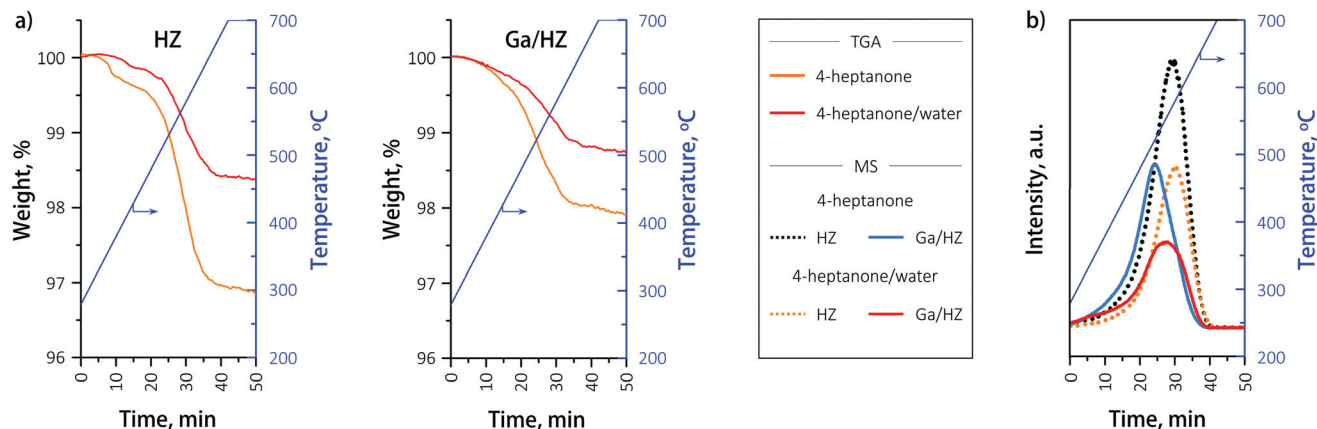 a)
HZ
100
99
98
97
96
Weight, %
0 10 20 30 40 50
Time, min
700
600
500
400
300
200
Temperature, ºC
Ga/HZ
100
99
98
97
96
Weight, %
0 10 20 30 40 50
Time, min
700
600
500
400
300
200
Temperature, ºC
TGA
4-heptanone
4-heptanone/water
MS
4-heptanone
HZ Ga/HZ
4-heptanone/water
HZ Ga/HZ
b)
Intensity, a.u.
0 10 20 30 40 50
Time, min
700
600
500
400
300
200
Temperature, ºC